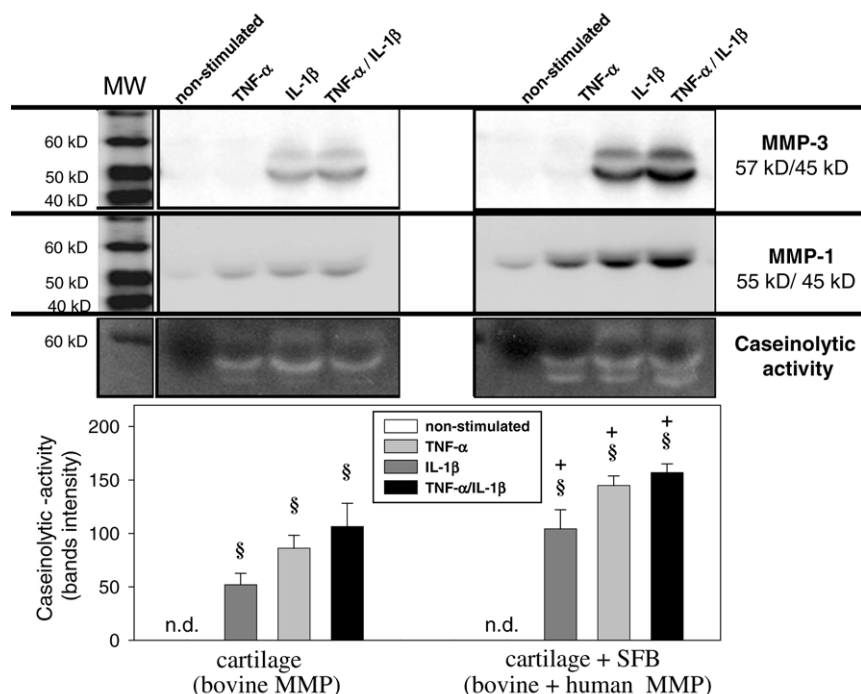 non-stimulated
TNF-α
IL-1β
TNF-α / IL-1β
non-stimulated
TNF-α
IL-1β
TNF-α / IL-1β
MW
60 kD
50 kD
40 kD
MMP-3
57 kD/45 kD
60 kD
50 kD
40 kD
MMP-1
55 kD/ 45 kD
60 kD
Caseinolytic
activity
Caseinolytic -activity
(bands intensity)
200
150
100
50
0
non-stimulated
TNF-α
IL-1β
TNF-α/IL-1β
n.d.
§
§
§
n.d.
+
§
+
§
+
§
cartilage
(bovine MMP)
cartilage + SFB
(bovine + human MMP)